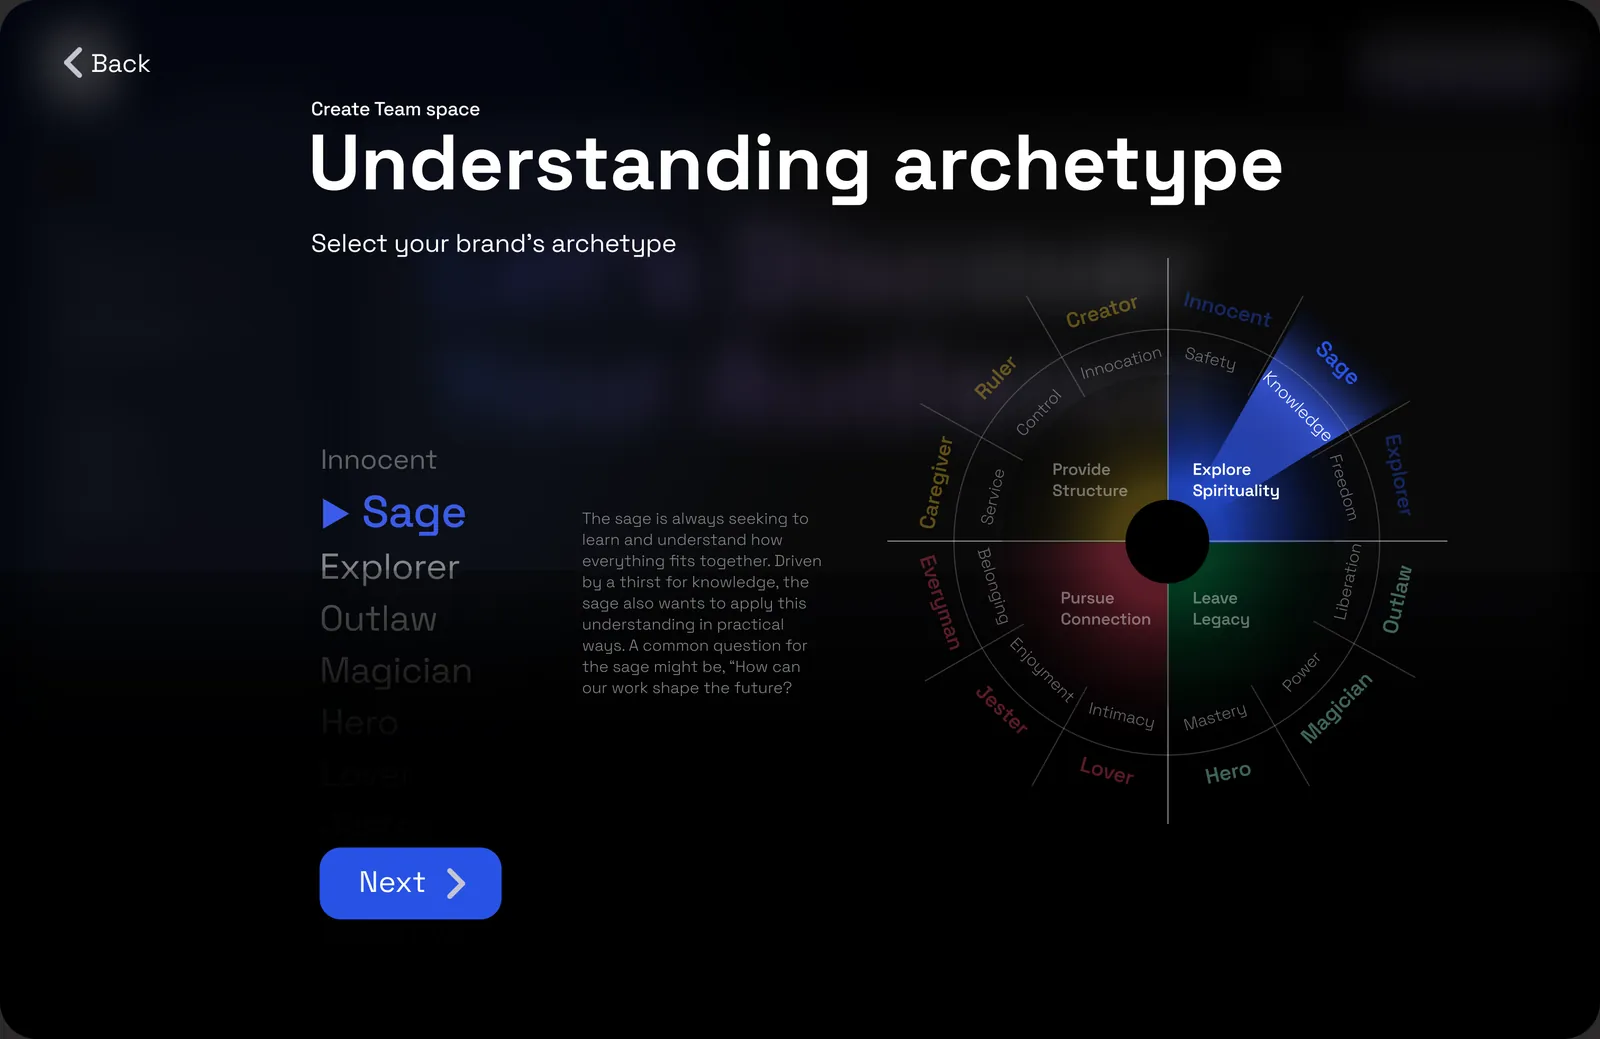 Back
Create Team space
Understanding archetype
Select your brand's archetype
Innocent
Sage
Explorer
Outlaw
Magician
Hero
Lover
The sage is always seeking to
learn and understand how
everything fits together. Driven
by a thirst for knowledge, the
sage also wants to apply this
understanding in practical
ways. A common question for
the sage might be, “How can
our work shape the future?
Next
Creator
Innocent
Sage
Explorer
Outlaw
Magician
Hero
Lover
Jester
Everyman
Caregiver
Ruler
Innocation
Safety
Knowledge
Freedom
Liberation
Power
Mastery
Intimacy
Enjoyment
Belonging
Service
Control
Provide
Structure
Explore
Spirituality
Pursue
Connection
Leave
Legacy